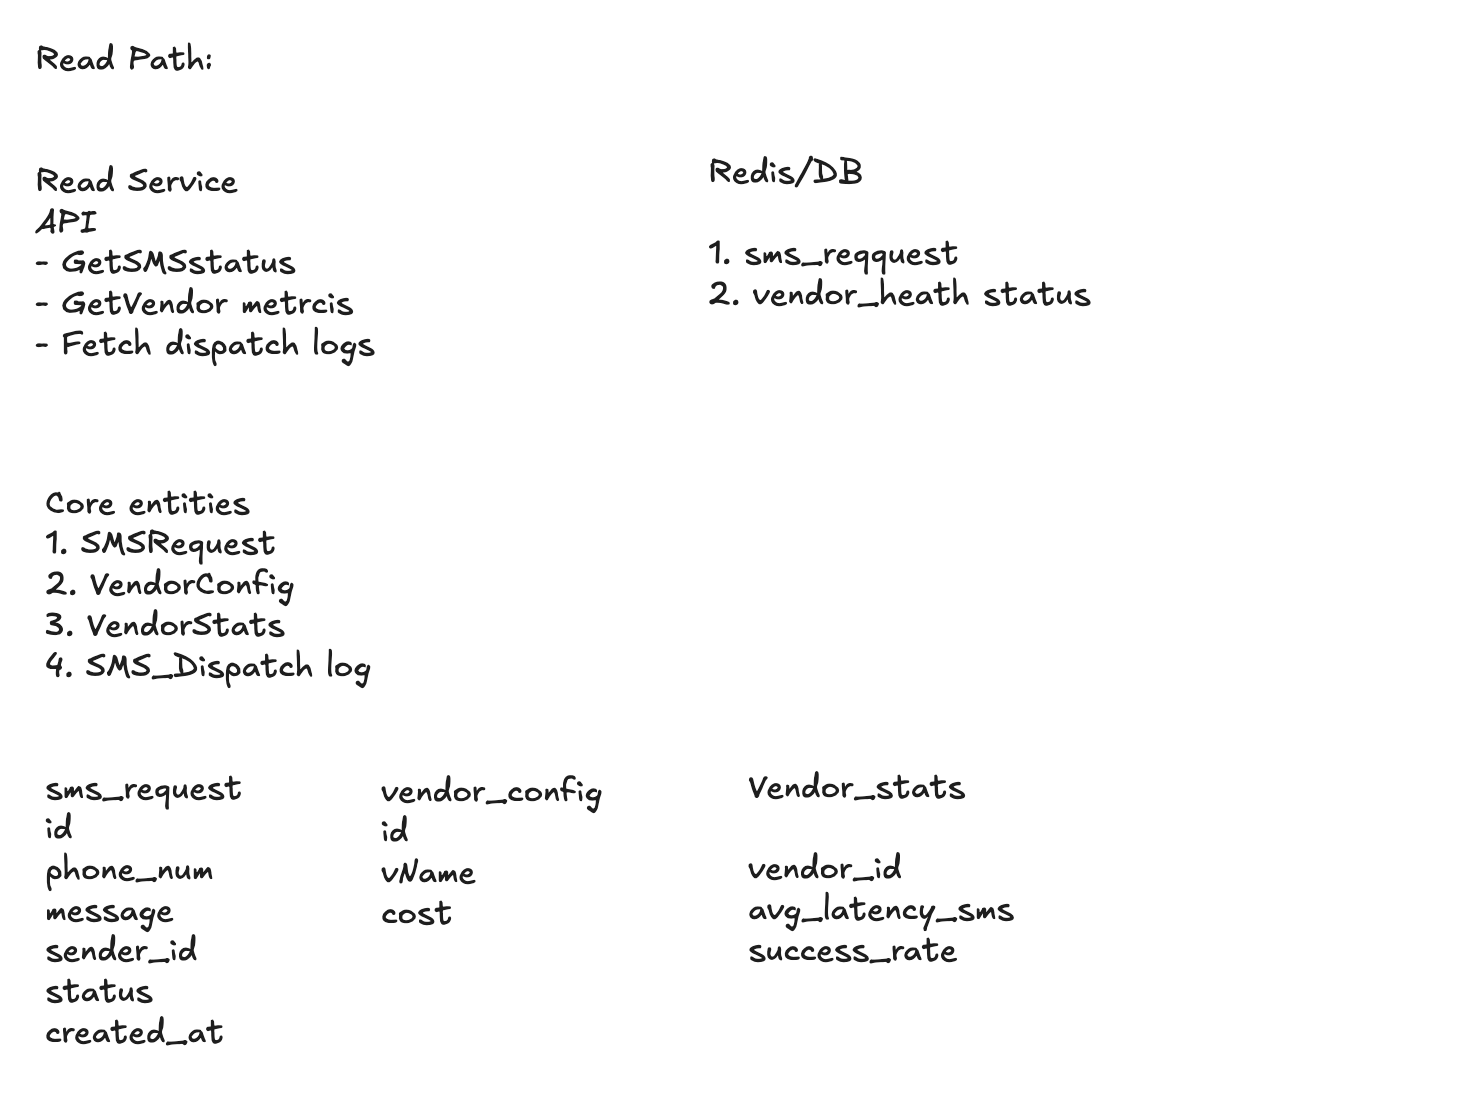 Read Path:
Read Service
API
- GetSMSstatus
- GetVendor metrcis
- Fetch dispatch logs
Redis/DB
1. sms_reqquest
2. vendor_heath status
Core entities
1. SMSRequest
2. VendorConfig
3. VendorStats
4. SMS_Dispatch log
sms_request
id
phone_num
message
sender_id
status
created_at
vendor_config
id
vName
cost
Vendor_stats
vendor_id
avg_latency_sms
success_rate